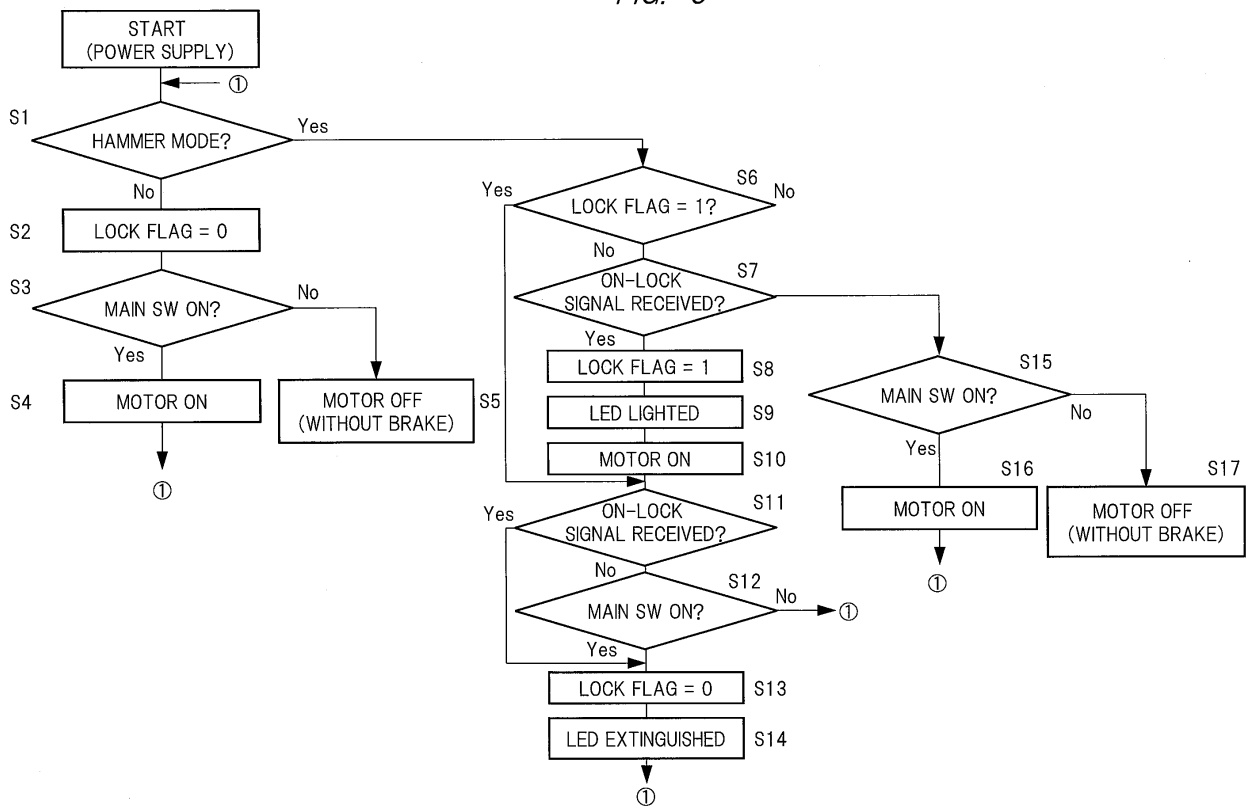 START
(POWER SUPPLY)
①
S1
HAMMER MODE?
Yes
No
S2
LOCK FLAG = 0
S3
MAIN SW ON?
No
Yes
S4
MOTOR ON
①
MOTOR OFF
(WITHOUT BRAKE)
S5
S6
Yes
LOCK FLAG = 1?
No
No
S7
ON-LOCK
SIGNAL RECEIVED?
Yes
LOCK FLAG = 1
S8
LED LIGHTED
S9
MOTOR ON
S10
S11
Yes
ON-LOCK
SIGNAL RECEIVED?
No
S12
MAIN SW ON?
No
①
Yes
LOCK FLAG = 0
S13
LED EXTINGUISHED
S14
①
S15
MAIN SW ON?
No
Yes
S16
MOTOR ON
①
S17
MOTOR OFF
(WITHOUT BRAKE)